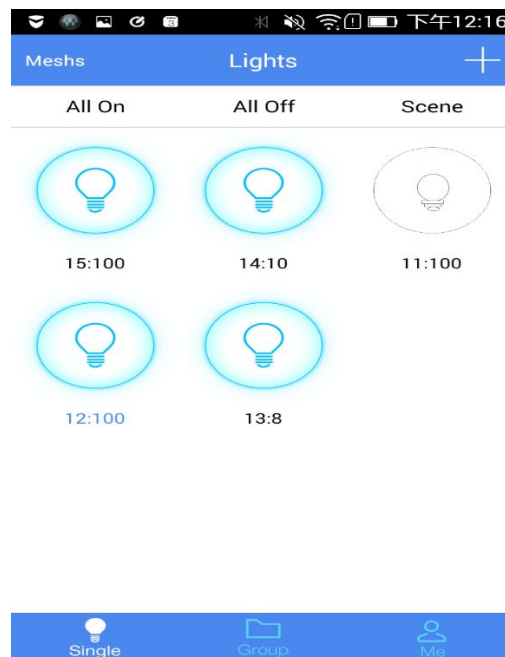 3 下午12:16
Meshs Lights
All On All Off Scene
15:100 14:10 11:100
12:100 13:8
Single Group Me